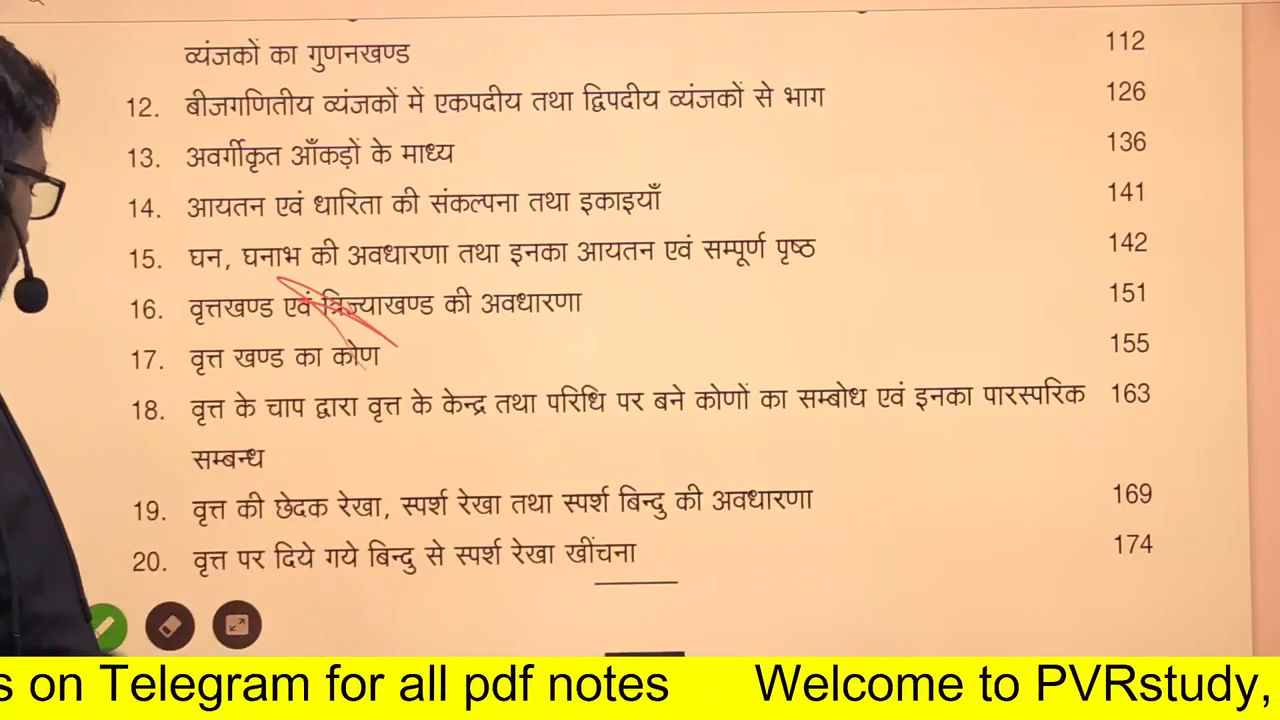 व्यंजकों का गुणनखण्ड 112
12. बीजगणितीय व्यंजकों में एकपदीय तथा द्विपदीय व्यंजकों से भाग 126
13. अवर्गीकृत आँकड़ों के माध्य 136
14. आयतन एवं धारिता की संकल्पना तथा इकाइयाँ 141
15. घन, घनाभ की अवधारणा तथा इनका आयतन एवं सम्पूर्ण पृष्ठ 142
16. वृत्तखण्ड एवं त्रिज्याखण्ड की अवधारणा 151
17. वृत्त खण्ड का कोण 155
18. वृत्त के चाप द्वारा वृत्त के केन्द्र तथा परिधि पर बने कोणों का सम्बोध एवं इनका पारस्परिक 163
सम्बन्ध
19. वृत्त की छेदक रेखा, स्पर्श रेखा तथा स्पर्श बिन्दु की अवधारणा 169
20. वृत्त पर दिये गये बिन्दु से स्पर्श रेखा खींचना 174
s on Telegram for all pdf notes Welcome to PVRstudy,